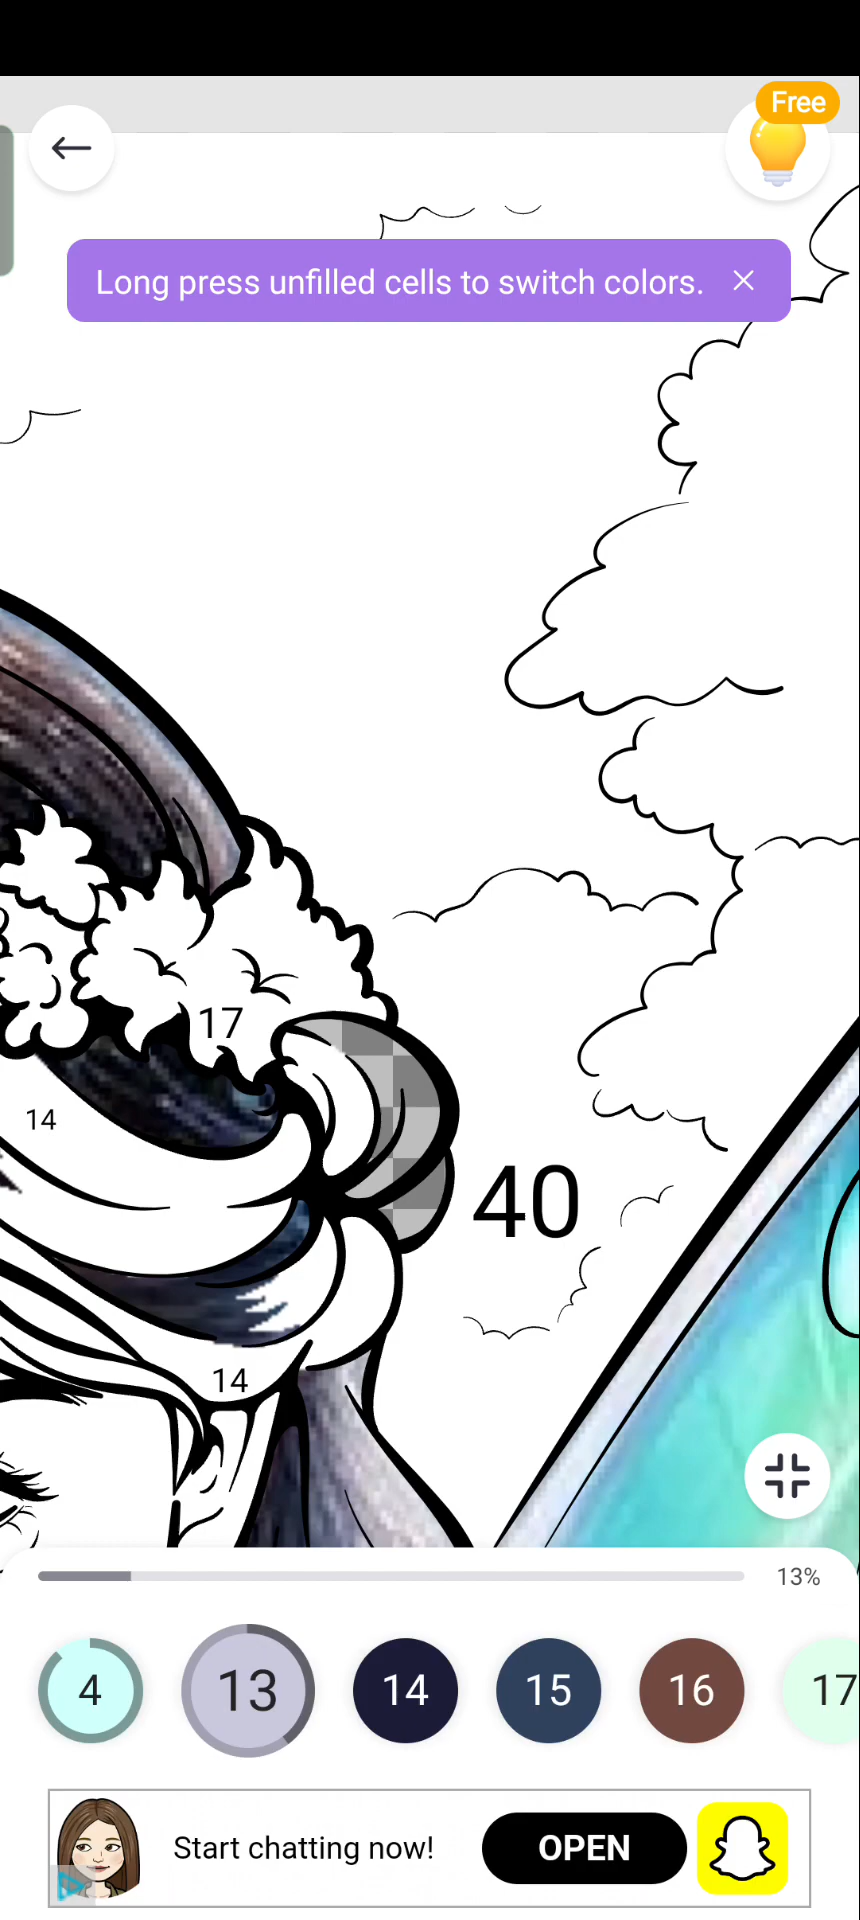 Free
Long press unfilled cells to switch colors.
17
14
40
14
13%
4
13
14
15
16
17
Start chatting now!
OPEN